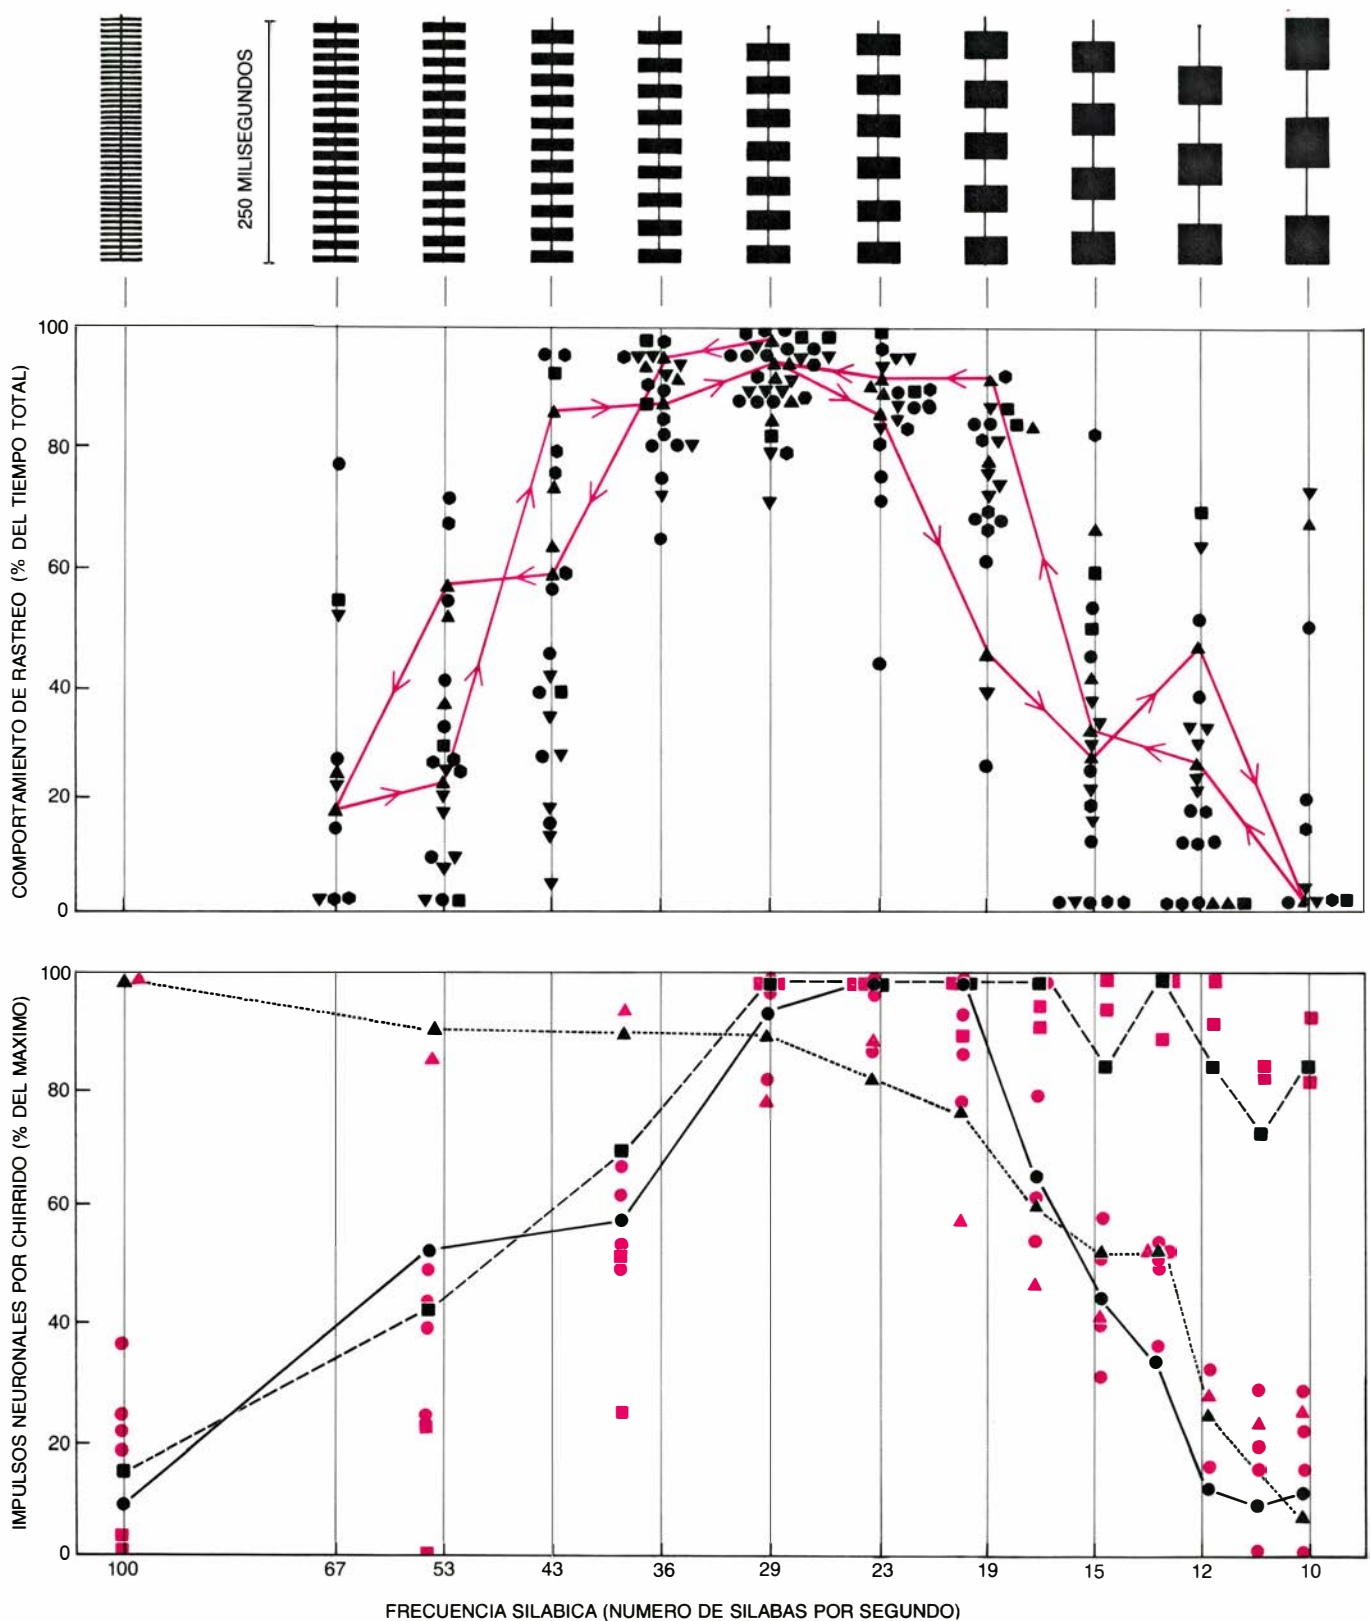 250 MILISEGUNDOS
COMPORTAMIENTO DE RASTREO (% DEL TIEMPO TOTAL)
100
80
60
40
20
0
IMPULSOS NEURONALES POR CHIRRIDO (% DEL MAXIMO)
100
80
60
40
20
0
100 67 53 43 36 29 23 19 15 12 10
FRECUENCIA SILABICA (NUMERO DE SILABAS POR SEGUNDO)